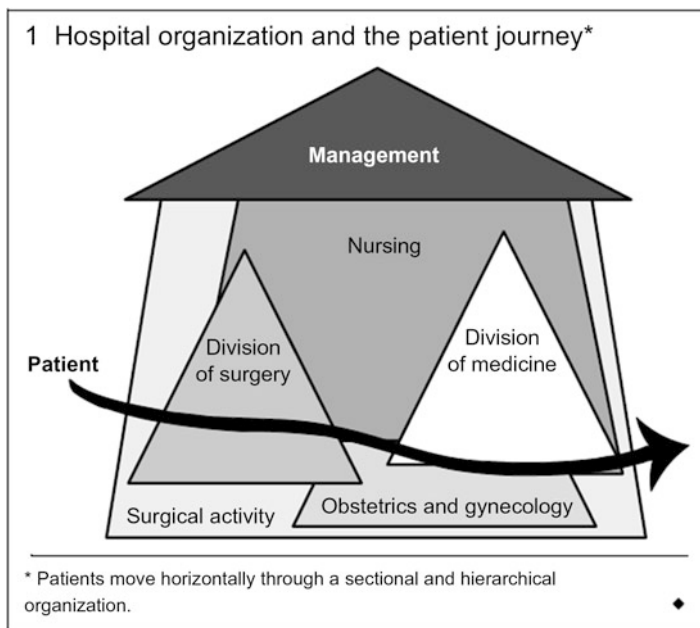 1 Hospital organization and the patient journey*
Management
Nursing
Division
of surgery
Division
of medicine
Patient
Surgical activity
Obstetrics and gynecology
* Patients move horizontally through a sectional and hierarchical
organization.